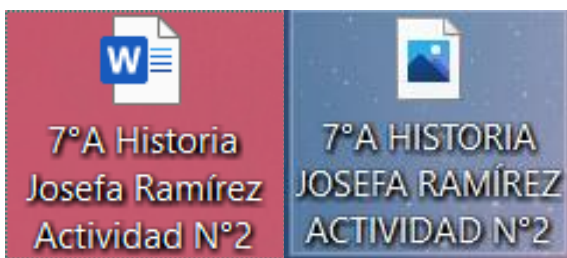 W
7°A Historia
Josefa Ramírez
Actividad N°2
7°A HISTORIA
JOSEFA RAMÍREZ
ACTIVIDAD N°2